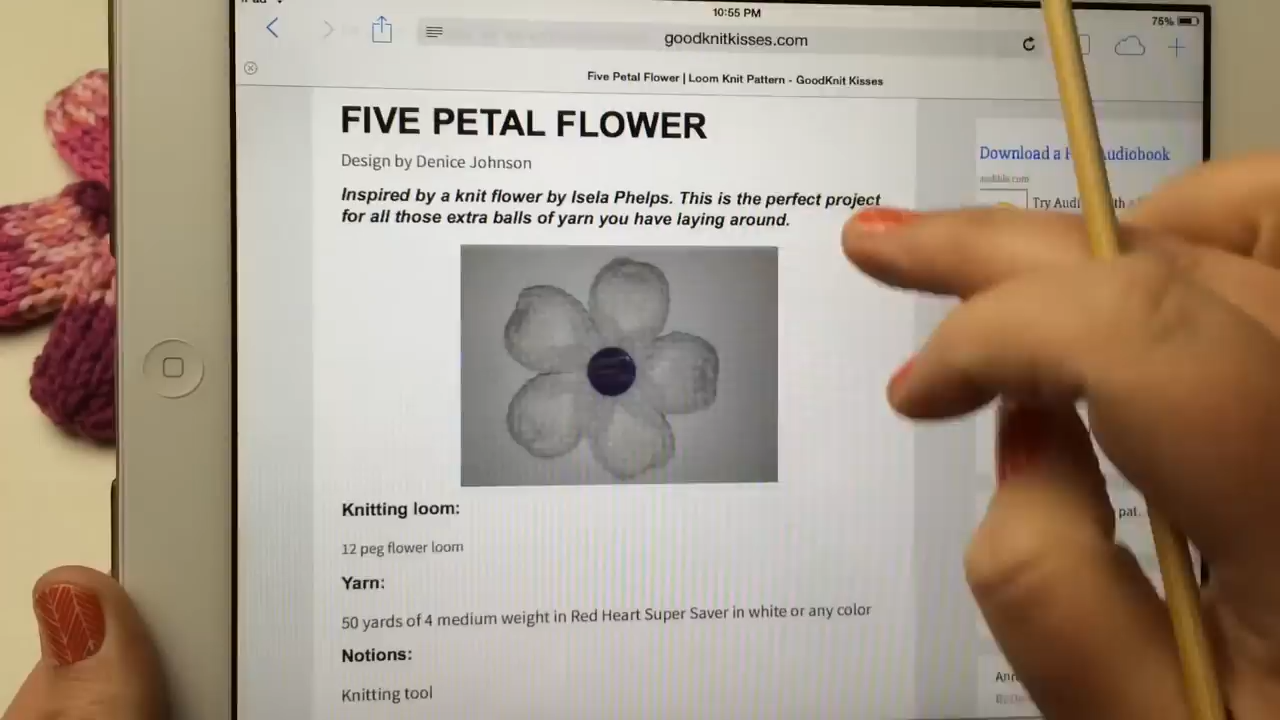 10:55 PM
76%
goodknitkisses.com
Five Petal Flower | Loom Knit Pattern - GoodKnit Kisses
FIVE PETAL FLOWER
Design by Denice Johnson
Inspired by a knit flower by Isela Phelps. This is the perfect project
for all those extra balls of yarn you have laying around.
Knitting loom:
12 peg flower loom
Yarn:
50 yards of 4 medium weight in Red Heart Super Saver in white or any color
Notions:
Knitting tool
Download a Audiobook
audible.com
Try
pat.